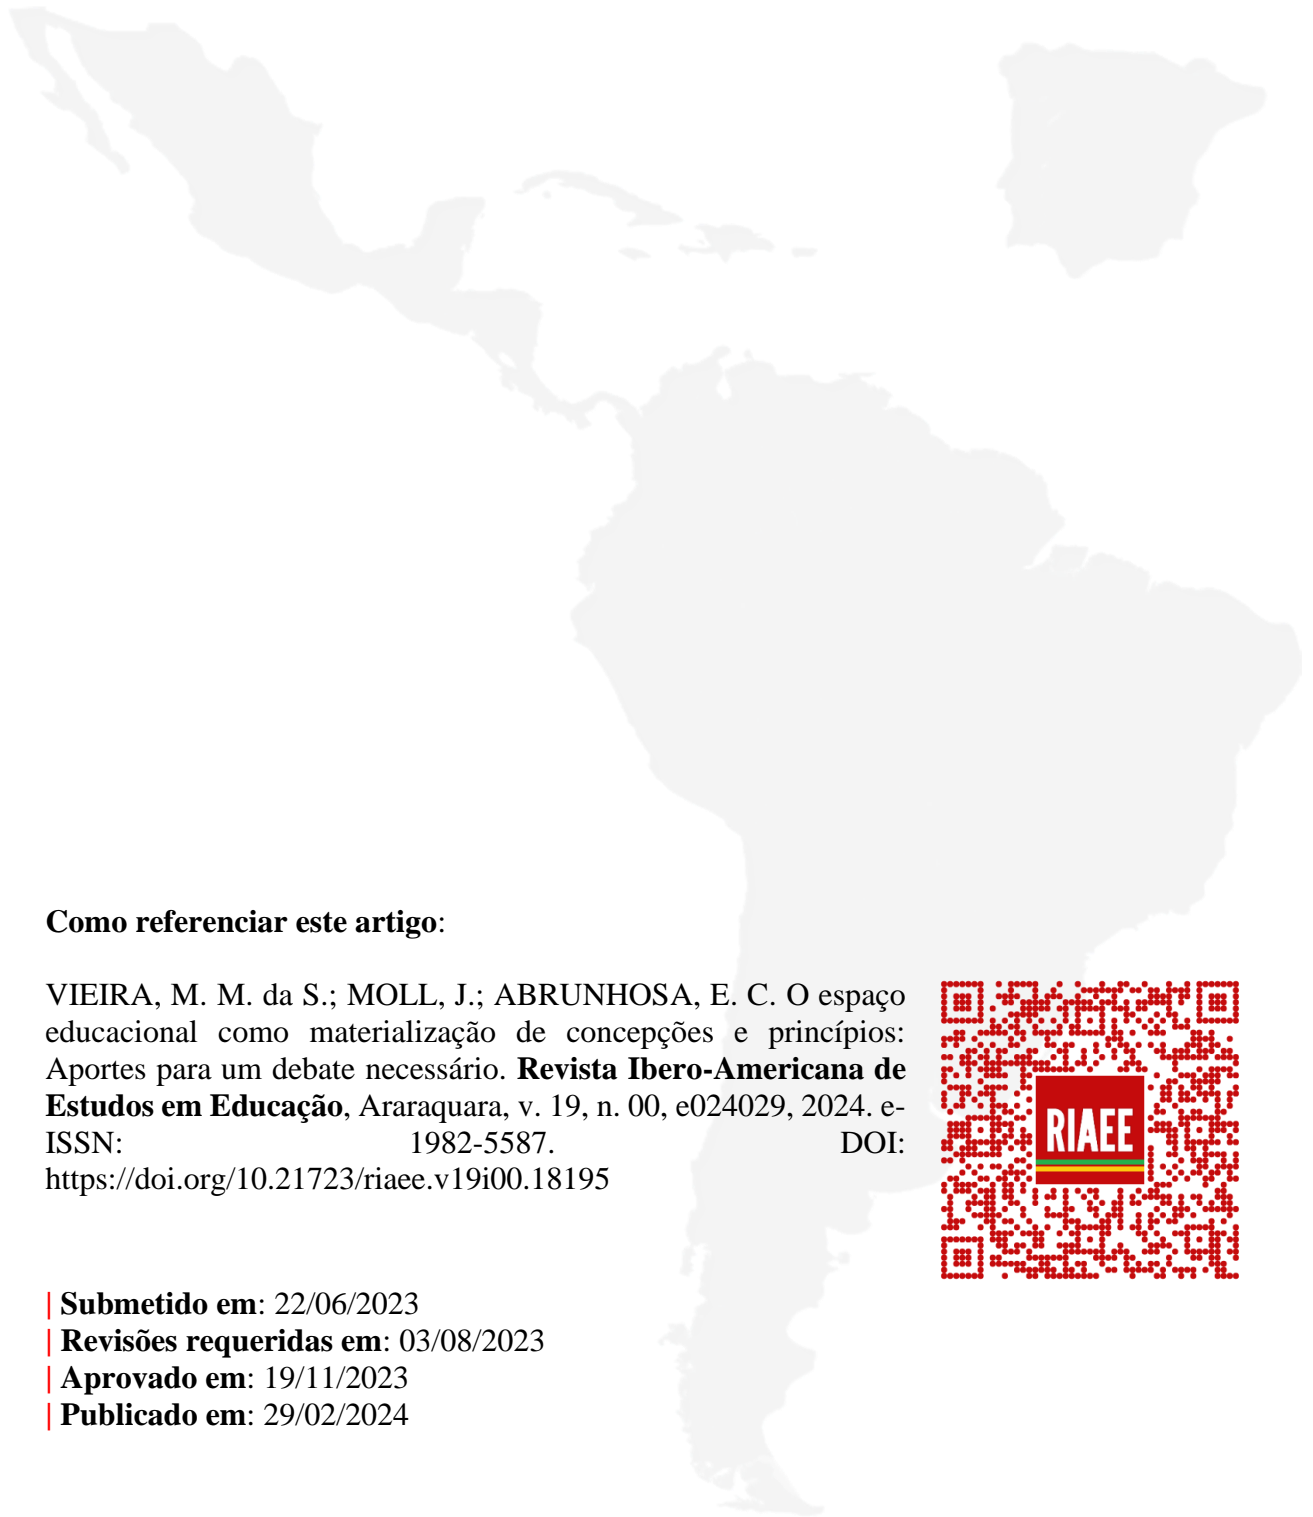 Como referenciar este artigo:
VIEIRA, M. M. da S.; MOLL, J.; ABRUNHOSA, E. C. O espaço
educacional como materialização de concepções e princípios:
Aportes para um debate necessário. Revista Ibero-Americana de
Estudos em Educação, Araraquara, v. 19, n. 00, e024029, 2024. e-
ISSN: 1982-5587. DOI:
https://doi.org/10.21723/riaee.v19i00.18195
RIAEE
| Submetido em: 22/06/2023
| Revisões requeridas em: 03/08/2023
| Aprovado em: 19/11/2023
| Publicado em: 29/02/2024